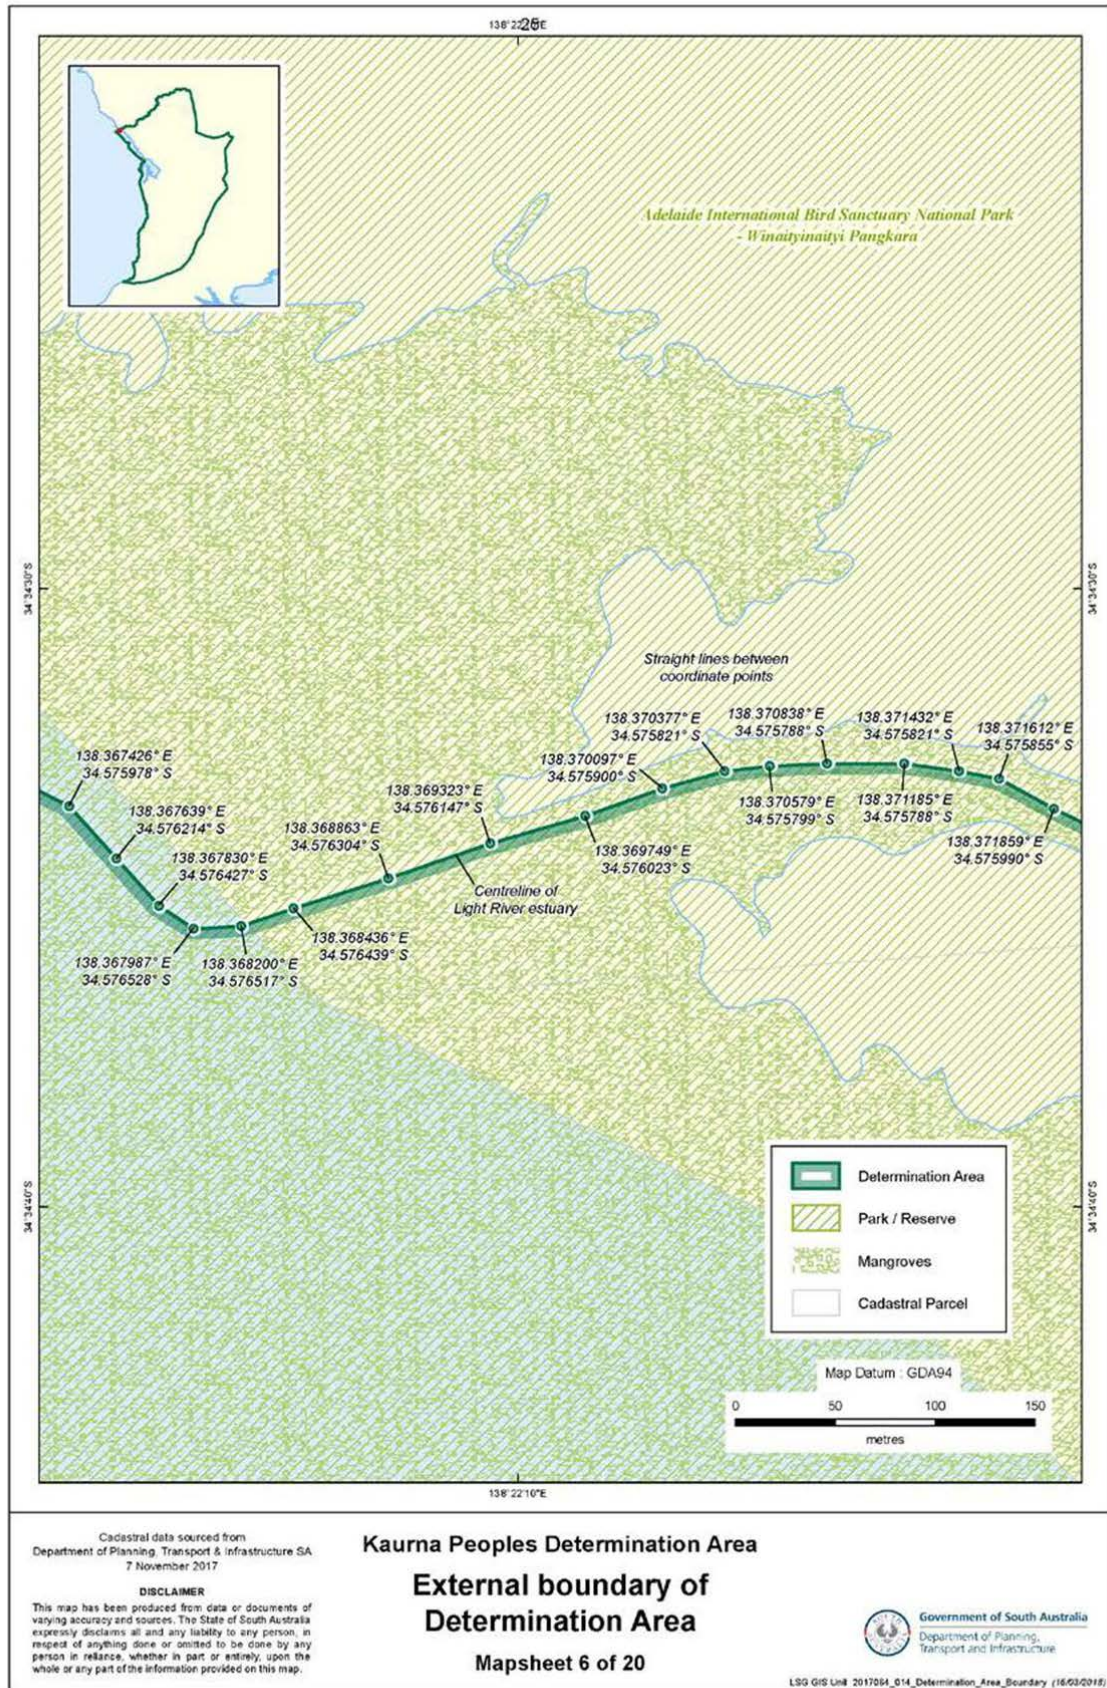 25
138°22'10"E
Adelaide International Bird Sanctuary National Park
- Winaityinaityi Pangkara
34°34'30"S
34°34'30"S
Straight lines between
coordinate points
138.370377° E
34.575821° S
138.370838° E
34.575788° S
138.371432° E
34.575821° S
138.371612° E
34.575855° S
138.367426° E
34.575978° S
138.370097° E
34.575900° S
138.369323° E
34.576147° S
138.370579° E
34.575799° S
138.371185° E
34.575788° S
138.367639° E
34.576214° S
138.368863° E
34.576304° S
138.371859° E
34.575990° S
138.369749° E
34.576023° S
138.367830° E
34.576427° S
Centreline of
Light River estuary
138.368436° E
34.576439° S
138.367987° E
34.576528° S
138.368200° E
34.576517° S
34°34'40"S
34°34'40"S
Determination Area
Park / Reserve
Mangroves
Cadastral Parcel
Map Datum : GDA94
0 50 100 150
metres
138°22'10"E
Cadastral data sourced from
Department of Planning, Transport & Infrastructure SA
7 November 2017
DISCLAIMER
This map has been produced from data or documents of
varying accuracy and sources. The State of South Australia
expressly disclaims all and any liability to any person, in
respect of anything done or omitted to be done by any
person in reliance, whether in part or entirely, upon the
whole or any part of the information provided on this map.
Kaurna Peoples Determination Area
External boundary of
Determination Area
Mapsheet 6 of 20
Government of South Australia
Department of Planning,
Transport and Infrastructure
LSG GIS Unit 2017064_014_Determination_Area_Boundary (16/03/2018)